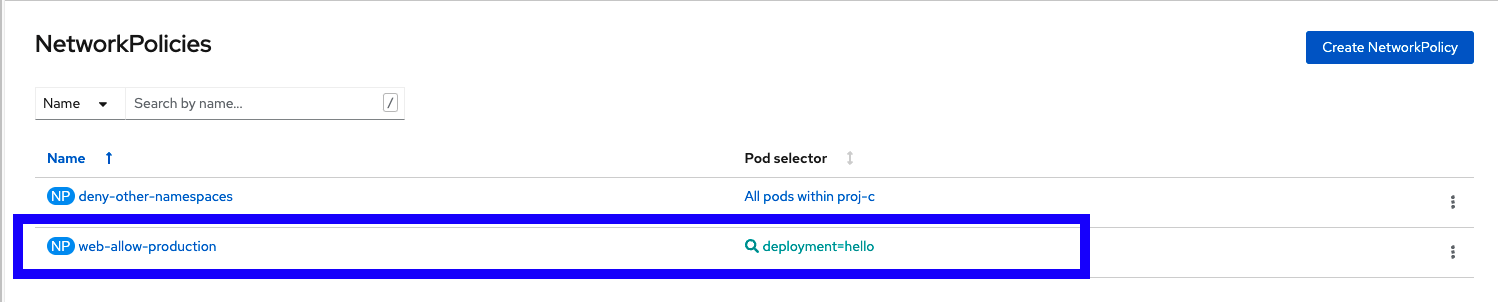 NetworkPolicies
Create NetworkPolicy
Name Search by name... /
Name Pod selector
NP deny-other-namespaces All pods within proj-c
NP web-allow-production deployment=hello